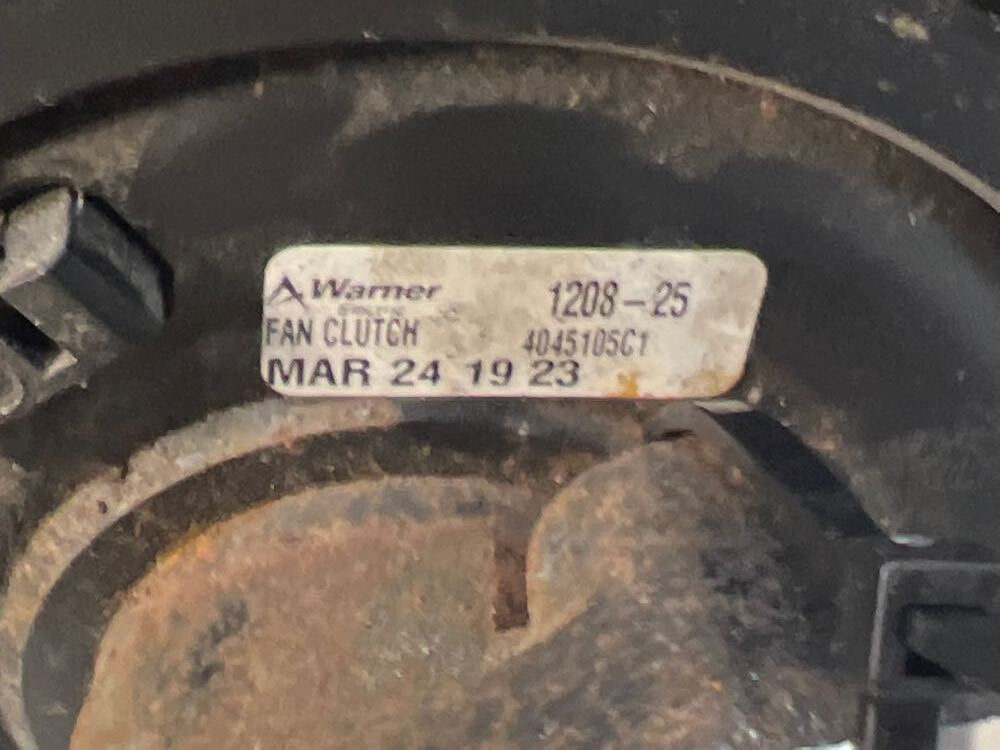 Warner 1208-25
FAN CLUTCH 4045105C1
MAR 24 19 23